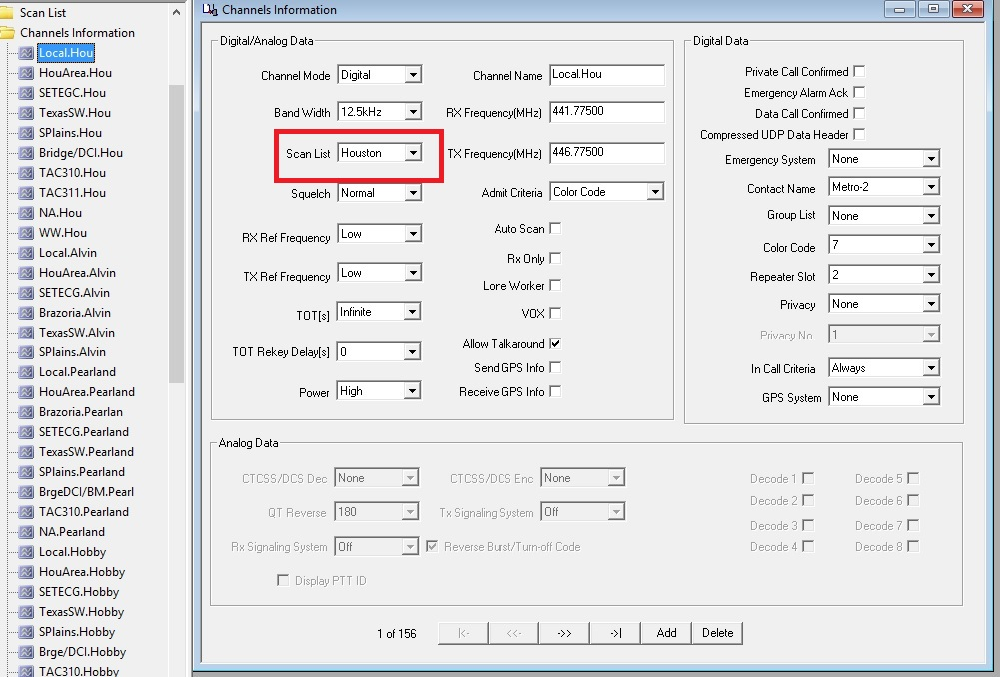 Scan List
Channels Information
Local.Hou
HouArea.Hou
SETEGC.Hou
TexasSW.Hou
SPlains.Hou
Bridge/DCI.Hou
TAC310.Hou
TAC311.Hou
NA.Hou
WW.Hou
Local.Alvin
HouArea.Alvin
SETECG.Alvin
Brazoria.Alvin
TexasSW.Alvin
SPlains.Alvin
Local.Pearland
HouArea.Pearland
Brazoria.Pearlan
SETECG.Pearland
TexasSW.Pearland
SPlains.Pearland
BrgeDCI/BM.Pearl
TAC310.Pearland
NA.Pearland
Local.Hobby
HouArea.Hobby
SETECG.Hobby
TexasSW.Hobby
SPlains.Hobby
Brge/DCI.Hobby
TAC310.Hobby
Channels Information
Digital/Analog Data
Channel Mode Digital
Channel Name Local.Hou
Band Width 12.5kHz
RX Frequency(MHz) 441.77500
Scan List Houston
TX Frequency(MHz) 446.77500
Squelch Normal
Admit Criteria Color Code
RX Ref Frequency Low
Auto Scan
Rx Only
TX Ref Frequency Low
Lone Worker
TOT[s] Infinite
VOX
TOT Rekey Delay[s] 0
Allow Talkaround
Send GPS Info
Power High
Receive GPS Info
Digital Data
Private Call Confirmed
Emergency Alarm Ack
Data Call Confirmed
Compressed UDP Data Header
Emergency System None
Contact Name Metro-2
Group List None
Color Code 7
Repeater Slot 2
Privacy None
Privacy No. 1
In Call Criteria Always
GPS System None
Analog Data
CTCSS/DCS Dec None
CTCSS/DCS Enc None
QT Reverse 180
Tx Signaling System Off
Rx Signaling System Off
Reverse Burst/Turn-off Code
Display PTT ID
Decode 1
Decode 5
Decode 2
Decode 6
Decode 3
Decode 7
Decode 4
Decode 8
1 of 156
|<-
<<-
->>
->|
Add
Delete